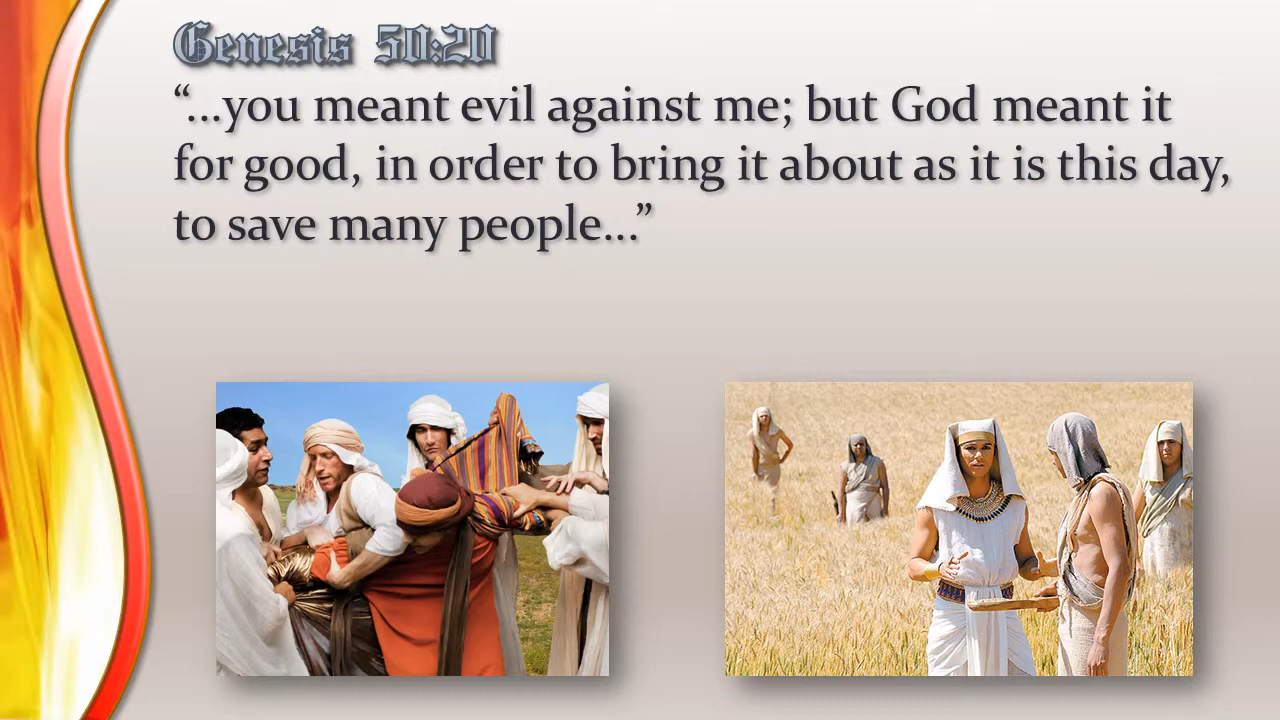 Genesis 50:20
“...you meant evil against me; but God meant it
for good, in order to bring it about as it is this day,
to save many people...”